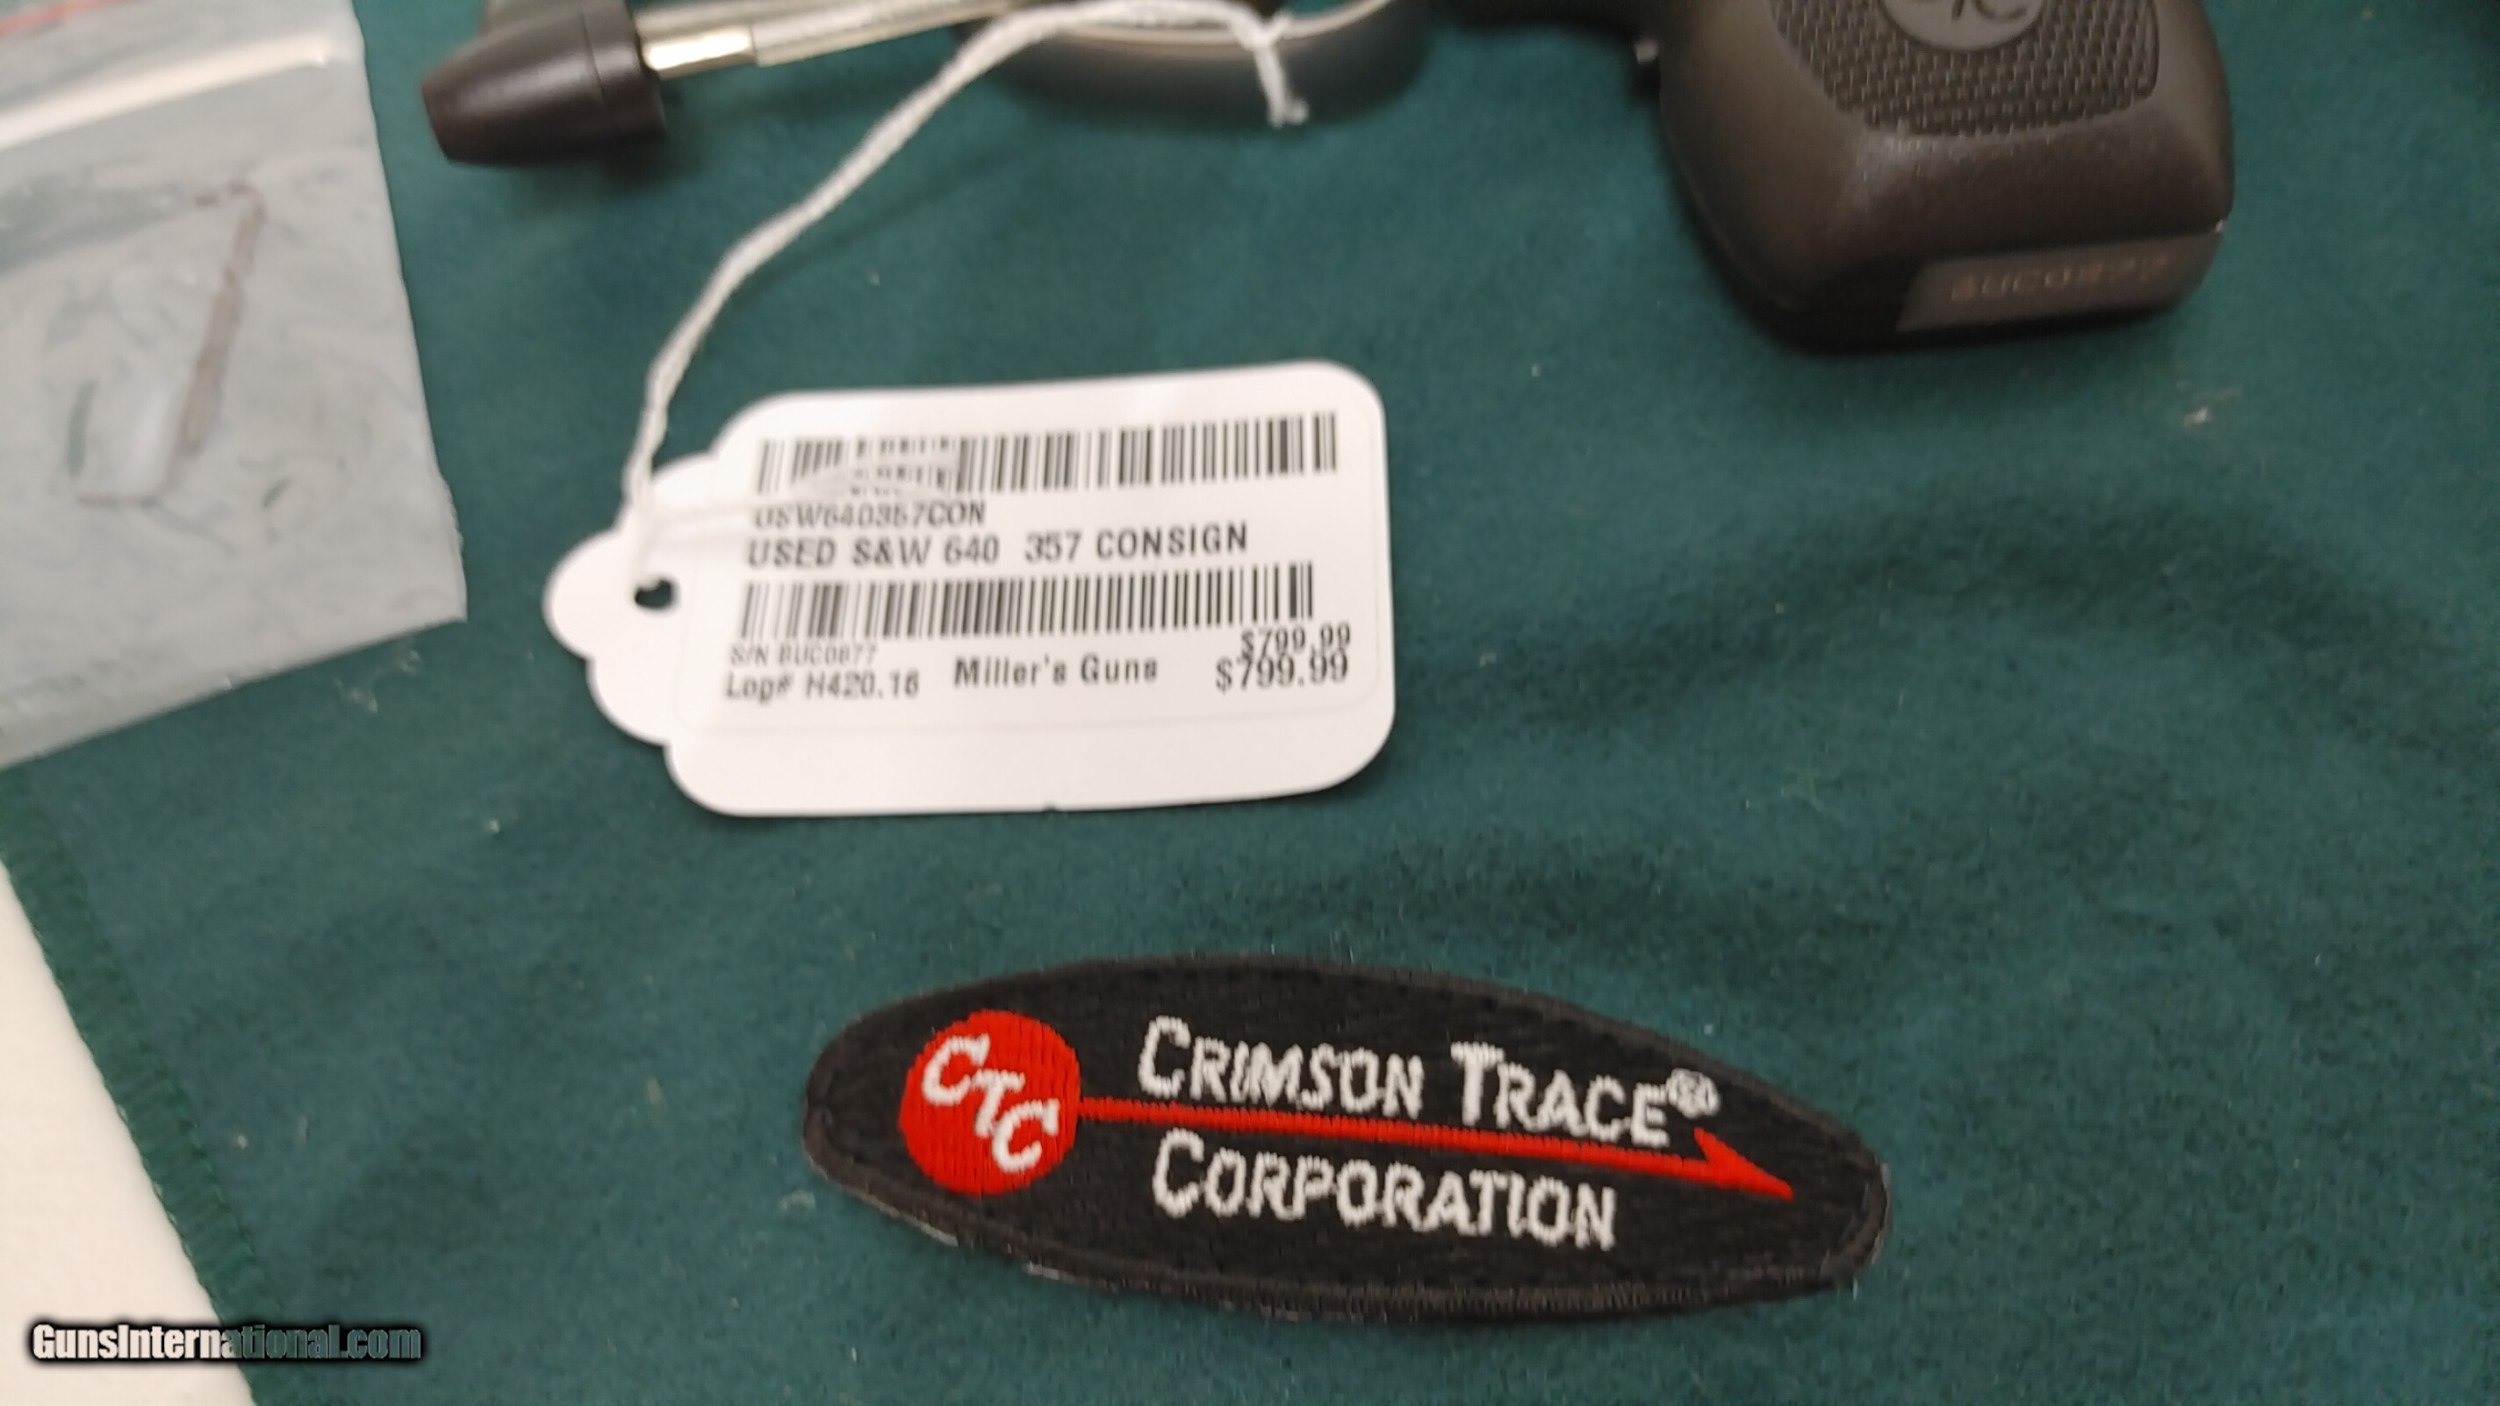 USW640357CON
USED S&W 640 357 CONSIGN
$799.99
S/N BUC0877
Log# H420.16 Miller's Guns $799.99
CTC
CRIMSON TRACE®
CORPORATION
GunsInternational.com